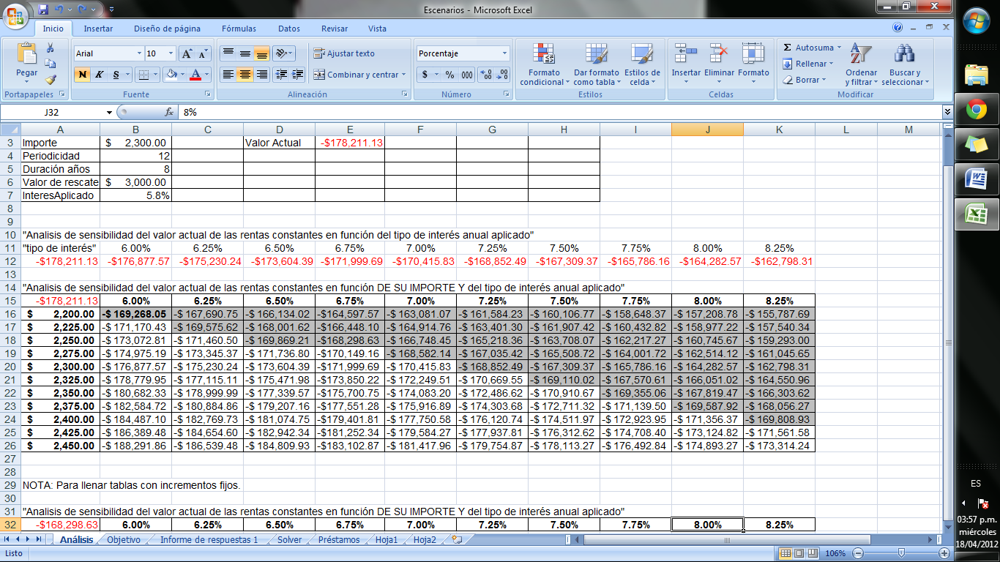 Escenarios - Microsoft Excel
Inicio Insertar Diseño de página Fórmulas Datos Revisar Vista
Pegar Arial 10 Ajustar texto Porcentaje Formato condicional Dar formato como tabla Estilos de celda Insertar Eliminar Formato Autosuma Rellenar Borrar Ordenar y filtrar Buscar y seleccionar
N K S Combinar y centrar $ % 000
Portapapeles Fuente Alineación Número Estilos Celdas Modificar
J32 fx 8%
A B C D E F G H I J K L M
3 Importe $ 2,300.00 Valor Actual -$178,211.13
4 Periodicidad 12
5 Duración años 8
6 Valor de rescate $ 3,000.00
7 InteresAplicado 5.8%
8
9
10 "Analisis de sensibilidad del valor actual de las rentas constantes en función del tipo de interés anual aplicado"
11 "tipo de interés" 6.00% 6.25% 6.50% 6.75% 7.00% 7.25% 7.50% 7.75% 8.00% 8.25%
12 -$178,211.13 -$176,877.57 -$175,230.24 -$173,604.39 -$171,999.69 -$170,415.83 -$168,852.49 -$167,309.37 -$165,786.16 -$164,282.57 -$162,798.31
13
14 "Analisis de sensibilidad del valor actual de las rentas constantes en función DE SU IMPORTE Y del tipo de interés anual aplicado"
15 -$178,211.13 6.00% 6.25% 6.50% 6.75% 7.00% 7.25% 7.50% 7.75% 8.00% 8.25%
16 $ 2,200.00 -$ 169,268.05 -$ 167,690.75 -$ 166,134.02 -$164,597.57 -$ 163,081.07 -$ 161,584.23 -$ 160,106.77 -$ 158,648.37 -$ 157,208.78 -$ 155,787.69
17 $ 2,225.00 -$ 171,170.43 -$ 169,575.62 -$ 168,001.62 -$166,448.10 -$ 164,914.76 -$ 163,401.30 -$ 161,907.42 -$ 160,432.82 -$ 158,977.22 -$ 157,540.34
18 $ 2,250.00 -$ 173,072.81 -$ 171,460.50 -$ 169,869.21 -$168,298.63 -$ 166,748.45 -$ 165,218.36 -$ 163,708.07 -$ 162,217.27 -$ 160,745.67 -$ 159,293.00
19 $ 2,275.00 -$ 174,975.19 -$ 173,345.37 -$ 171,736.80 -$170,149.16 -$ 168,582.14 -$ 167,035.42 -$ 165,508.72 -$ 164,001.72 -$ 162,514.12 -$ 161,045.65
20 $ 2,300.00 -$ 176,877.57 -$ 175,230.24 -$ 173,604.39 -$171,999.69 -$ 170,415.83 -$ 168,852.49 -$ 167,309.37 -$ 165,786.16 -$ 164,282.57 -$ 162,798.31
21 $ 2,325.00 -$ 178,779.95 -$ 177,115.11 -$ 175,471.98 -$173,850.22 -$ 172,249.51 -$ 170,669.55 -$ 169,110.02 -$ 167,570.61 -$ 166,051.02 -$ 164,550.96
22 $ 2,350.00 -$ 180,682.33 -$ 178,999.99 -$ 177,339.57 -$175,700.75 -$ 174,083.20 -$ 172,486.62 -$ 170,910.67 -$ 169,355.06 -$ 167,819.47 -$ 166,303.62
23 $ 2,375.00 -$ 182,584.72 -$ 180,884.86 -$ 179,207.16 -$177,551.28 -$ 175,916.89 -$ 174,303.68 -$ 172,711.32 -$ 171,139.50 -$ 169,587.92 -$ 168,056.27
24 $ 2,400.00 -$ 184,487.10 -$ 182,769.73 -$ 181,074.75 -$179,401.81 -$ 177,750.58 -$ 176,120.74 -$ 174,511.97 -$ 172,923.95 -$ 171,356.37 -$ 169,808.93
25 $ 2,425.00 -$ 186,389.48 -$ 184,654.60 -$ 182,942.34 -$181,252.34 -$ 179,584.27 -$ 177,937.81 -$ 176,312.62 -$ 174,708.40 -$ 173,124.82 -$ 171,561.58
26 $ 2,450.00 -$ 188,291.86 -$ 186,539.48 -$ 184,809.93 -$183,102.87 -$ 181,417.96 -$ 179,754.87 -$ 178,113.27 -$ 176,492.84 -$ 174,893.27 -$ 173,314.24
27
28
29 NOTA: Para llenar tablas con incrementos fijos.
30
31 "Analisis de sensibilidad del valor actual de las rentas constantes en función DE SU IMPORTE Y del tipo de interés anual aplicado"
32 -$168,298.63 6.00% 6.25% 6.50% 6.75% 7.00% 7.25% 7.50% 7.75% 8.00% 8.25%
Análisis Objetivo Informe de respuestas 1 Solver Préstamos Hoja1 Hoja2
Listo 106%
ES
03:57 p.m.
miércoles
18/04/2012